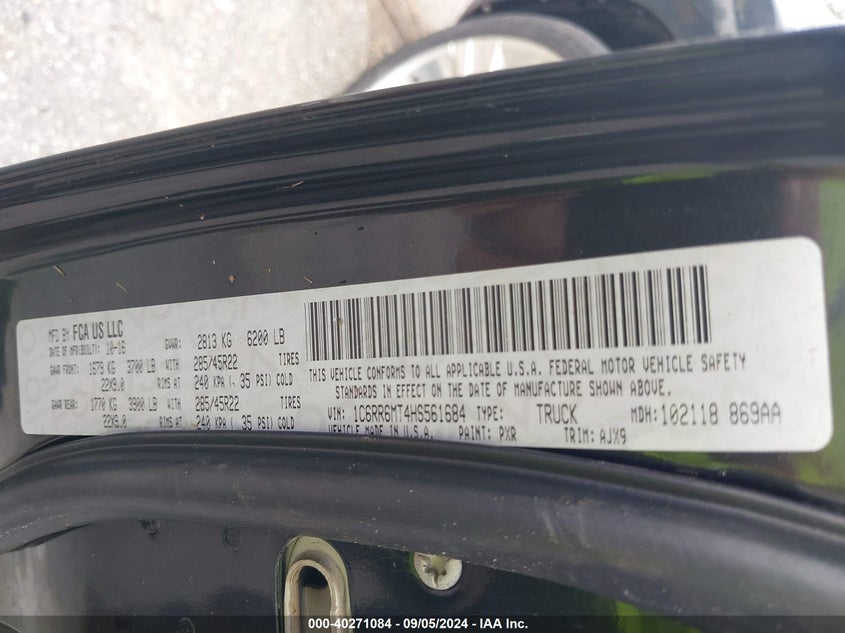 MFD BY FCA US LLC
DATE OF MFR(BUILT): 10-16 GVWR: 2813 KG 6200 LB
GAWR FRONT: 1679 KG 3700 LB WITH 285/45R22 TIRES
22X9.0 RIMS AT 240 KPA ( 35 PSI) COLD
GAWR REAR: 1770 KG 3900 LB WITH 285/45R22 TIRES
22X9.0 RIMS AT 240 KPA ( 35 PSI) COLD
THIS VEHICLE CONFORMS TO ALL APPLICABLE U.S.A. FEDERAL MOTOR VEHICLE SAFETY
STANDARDS IN EFFECT ON THE DATE OF MANUFACTURE SHOWN ABOVE.
VIN: 1C6RR6MT4HS561684 TYPE: TRUCK MDH: 102118 869AA
VEHICLE MADE IN U.S.A. PAINT: PXR TRIM: AJX9
000-40271084 - 09/05/2024 - IAA Inc.